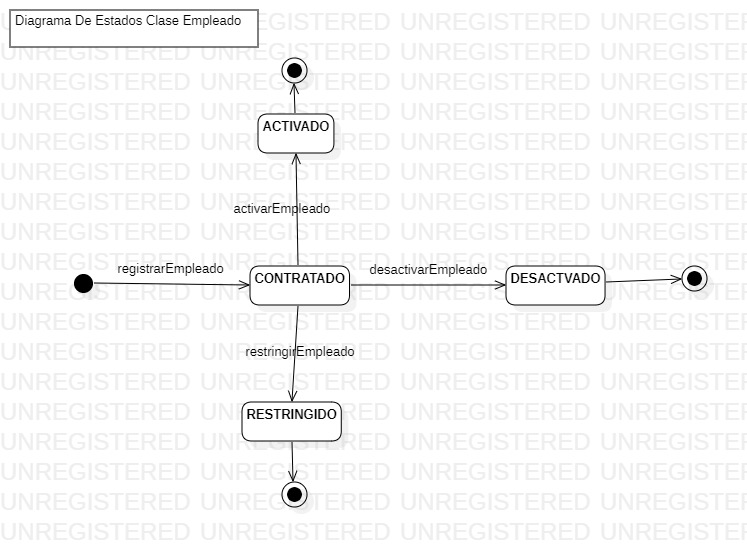 Diagrama De Estados Clase Empleado
ACTIVADO
activarEmpleado
registrarEmpleado
CONTRATADO
desactivarEmpleado
DESACTVADO
restringirEmpleado
RESTRINGIDO
UNREGISTERED UNREGISTERED UNREGISTERED UNREGISTERED